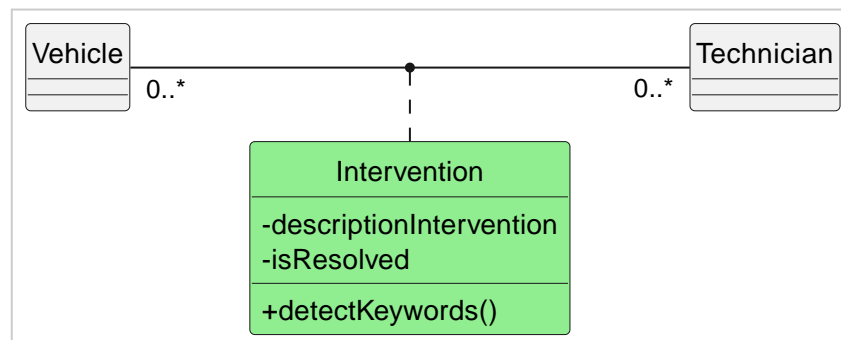 Vehicle
Technician
0..*
0..*
Intervention
-descriptionIntervention
-isResolved
+detectKeywords()